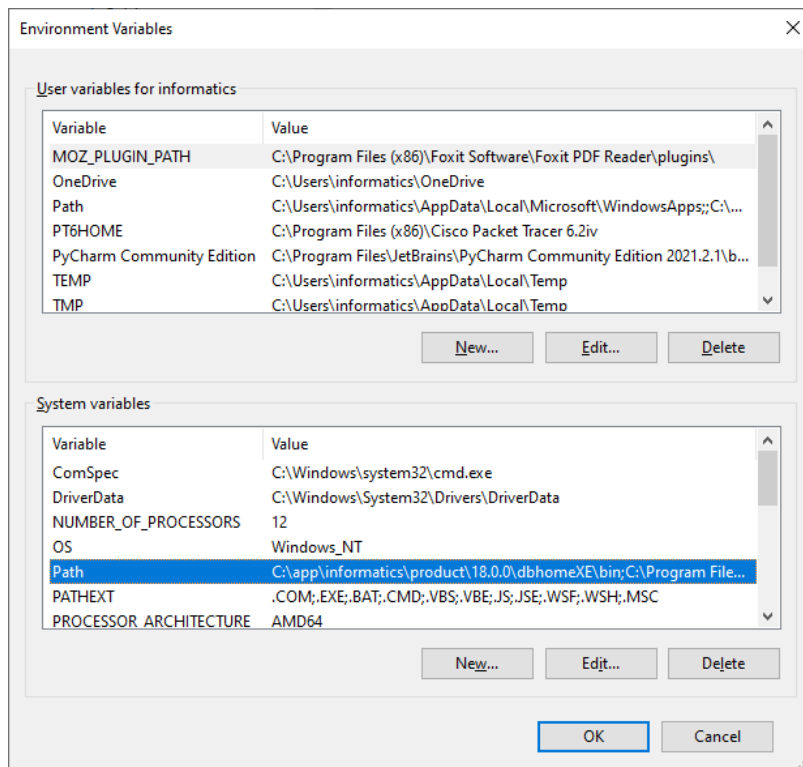 Environment Variables
User variables for informatics
Variable Value
MOZ_PLUGIN_PATH C:\Program Files (x86)\Foxit Software\Foxit PDF Reader\plugins\
OneDrive C:\Users\informatics\OneDrive
Path C:\Users\informatics\AppData\Local\Microsoft\WindowsApps;;C:\...
PT6HOME C:\Program Files (x86)\Cisco Packet Tracer 6.2iv
PyCharm Community Edition C:\Program Files\JetBrains\PyCharm Community Edition 2021.2.1\b...
TEMP C:\Users\informatics\AppData\Local\Temp
TMP C:\Users\informatics\AppData\Local\Temp
New... Edit... Delete
System variables
Variable Value
ComSpec C:\Windows\system32\cmd.exe
DriverData C:\Windows\System32\Drivers\DriverData
NUMBER_OF_PROCESSORS 12
OS Windows_NT
Path C:\app\informatics\product\18.0.0\dbhomeXE\bin;C:\Program File...
PATHEXT .COM;.EXE;.BAT;.CMD;.VBS;.VBE;.JS;.JSE;.WSF;.WSH;.MSC
PROCESSOR_ARCHITECTURE AMD64
New... Edit... Delete
OK Cancel